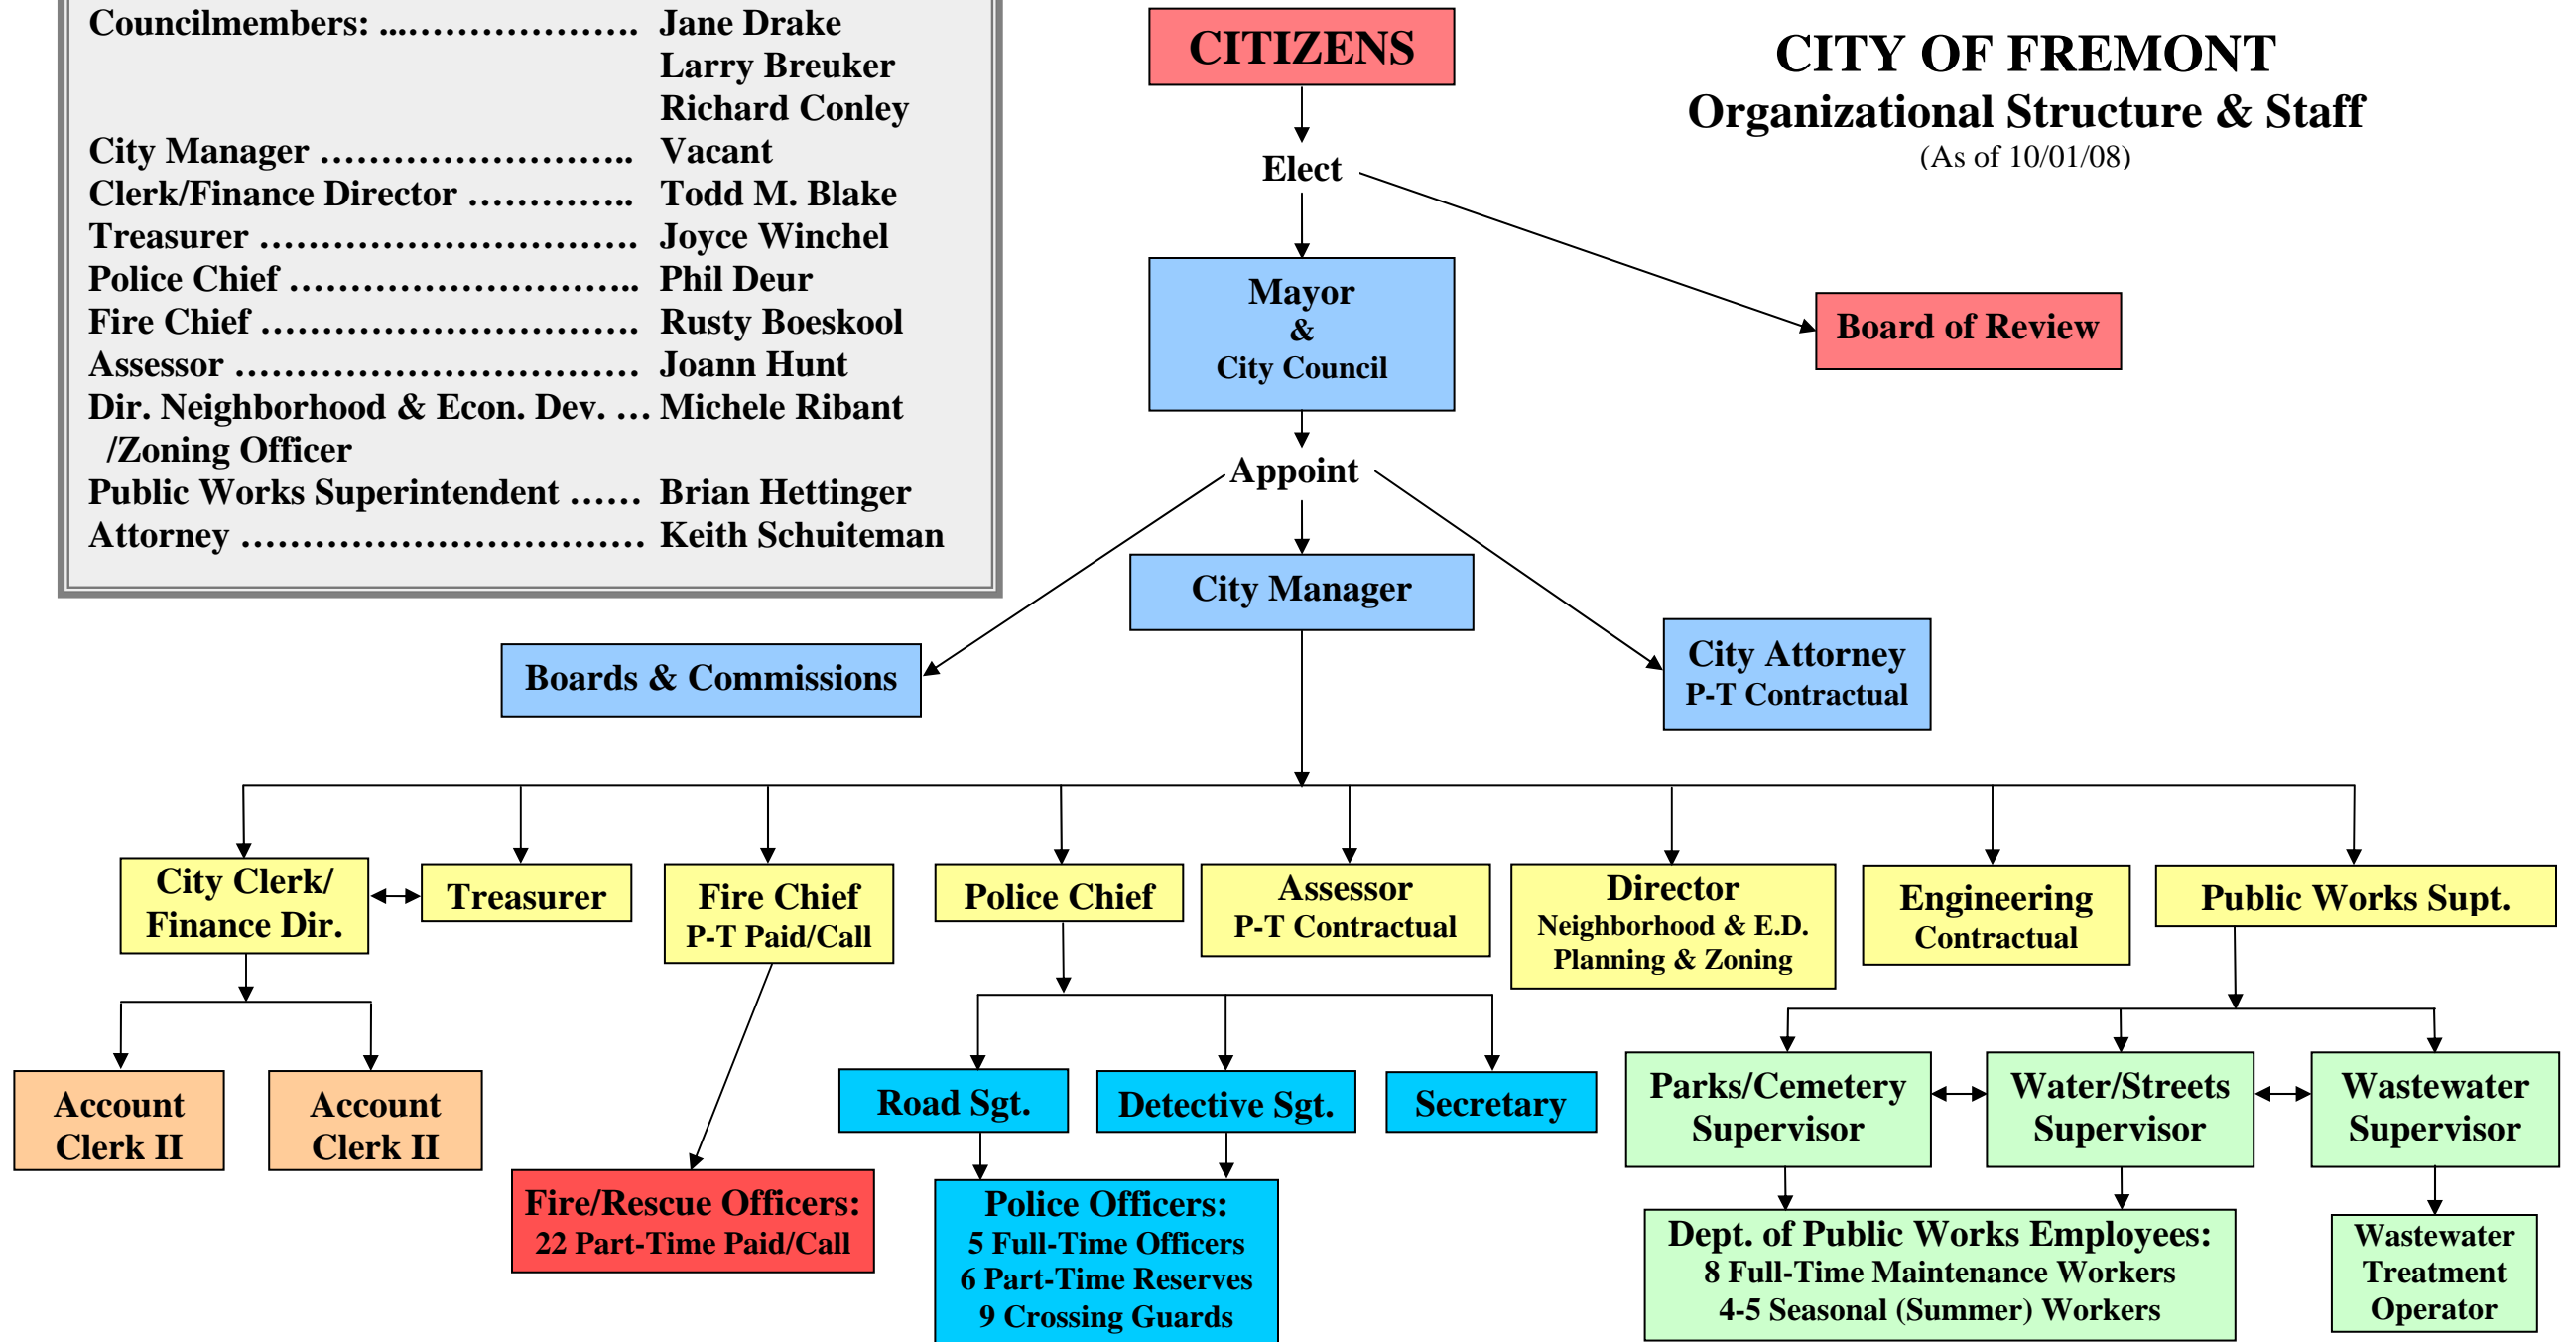 Councilmembers: ...………………. Jane Drake
Larry Breuker
Richard Conley
City Manager …………………….. Vacant
Clerk/Finance Director ………….. Todd M. Blake
Treasurer …………………………. Joyce Winchel
Police Chief ……………………….. Phil Deur
Fire Chief …………………………. Rusty Boeskool
Assessor …………………………… Joann Hunt
Dir. Neighborhood & Econ. Dev. … Michele Ribant
/Zoning Officer
Public Works Superintendent …… Brian Hettinger
Attorney …………………………… Keith Schuiteman
CITIZENS
CITY OF FREMONT
Organizational Structure & Staff
(As of 10/01/08)
Elect
Mayor
&
City Council
Board of Review
Appoint
City Manager
Boards & Commissions
City Attorney
P-T Contractual
City Clerk/
Finance Dir.
Treasurer
Fire Chief
P-T Paid/Call
Police Chief
Assessor
P-T Contractual
Director
Neighborhood & E.D.
Planning & Zoning
Engineering
Contractual
Public Works Supt.
Account
Clerk II
Account
Clerk II
Road Sgt.
Detective Sgt.
Secretary
Parks/Cemetery
Supervisor
Water/Streets
Supervisor
Wastewater
Supervisor
Fire/Rescue Officers:
22 Part-Time Paid/Call
Police Officers:
5 Full-Time Officers
6 Part-Time Reserves
9 Crossing Guards
Dept. of Public Works Employees:
8 Full-Time Maintenance Workers
4-5 Seasonal (Summer) Workers
Wastewater
Treatment
Operator